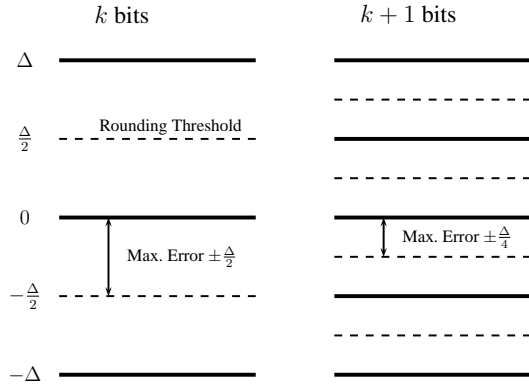 k bits
k + 1 bits
Δ
Rounding Threshold
Δ/2
0
Max. Error ±Δ/2
Max. Error ±Δ/4
−Δ/2
−Δ